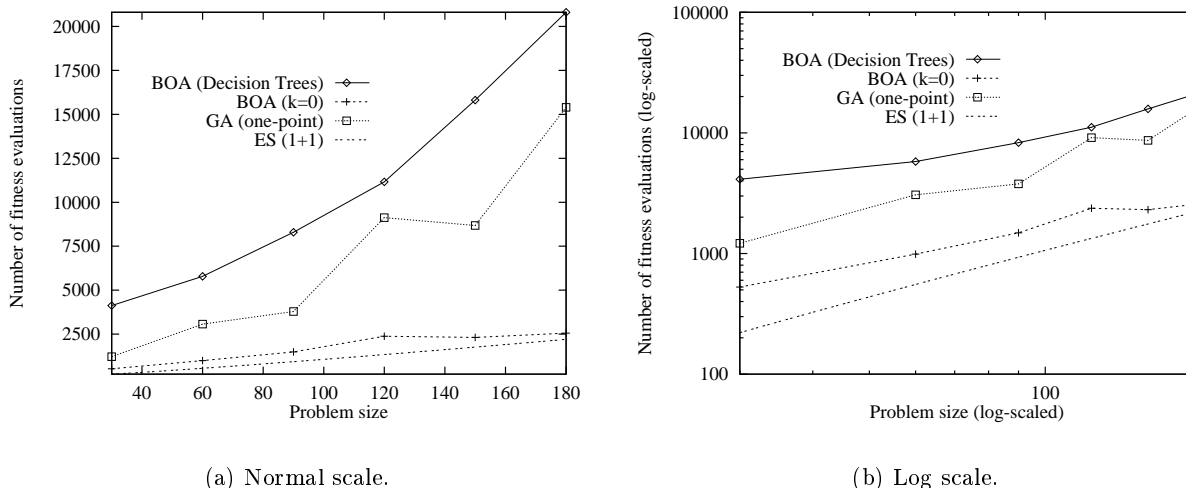 20000
17500
15000
12500
10000
7500
5000
2500
Number of fitness evaluations
BOA (Decision Trees)
BOA (k=0)
GA (one-point)
ES (1+1)
40 60 80 100 120 140 160 180
Problem size
(a) Normal scale.
100000
10000
1000
100
Number of fitness evaluations (log-scaled)
BOA (Decision Trees)
BOA (k=0)
GA (one-point)
ES (1+1)
100
Problem size (log-scaled)
(b) Log scale.